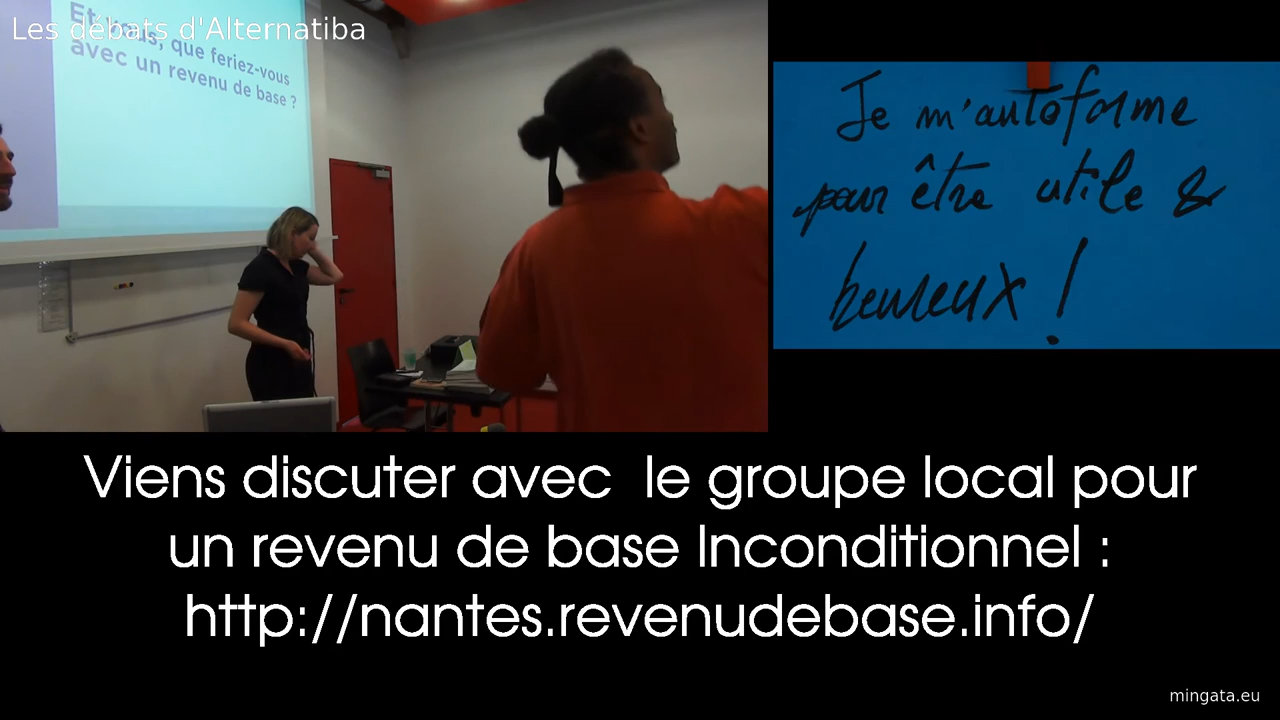 Les débats d'Alternatiba
Et vous, que feriez-vous
avec un revenu de base ?
Je m'autoforme
pour être utile &
heureux !
Viens discuter avec  le groupe local pour
un revenu de base Inconditionnel :
http://nantes.revenudebase.info/
mingata.eu